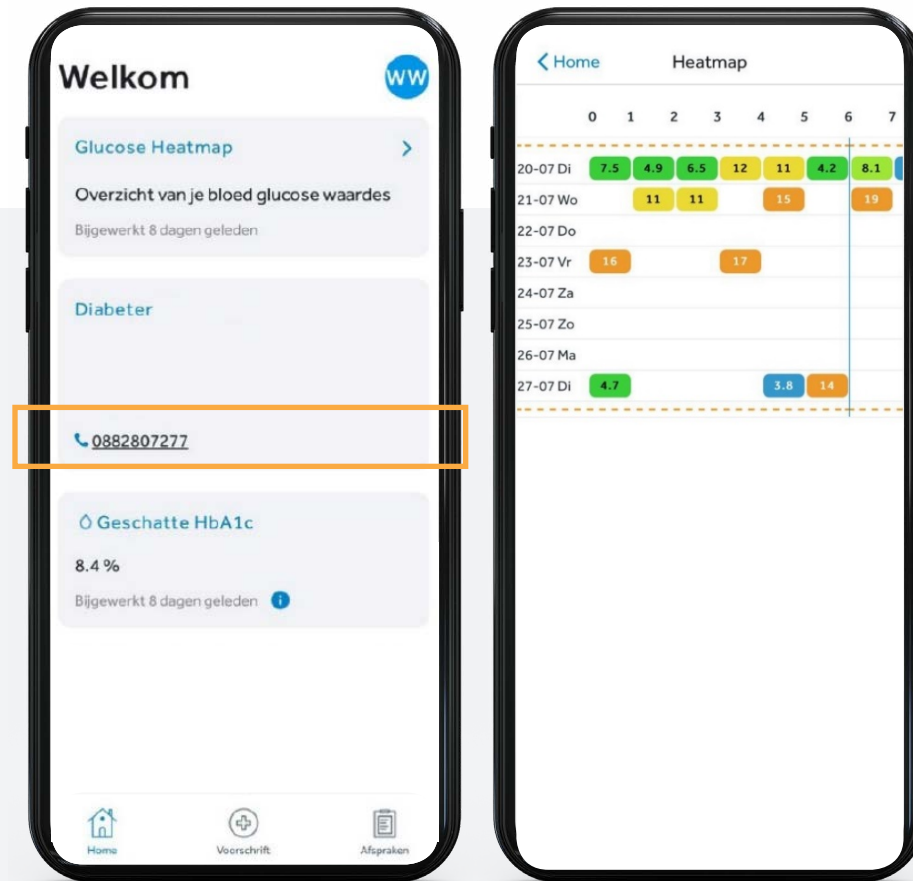 Welkom
WW
Glucose Heatmap
Overzicht van je bloed glucose waardes
Bijgewerkt 8 dagen geleden
Diabeter
0882807277
Geschatte HbA1c
8.4 %
Bijgewerkt 8 dagen geleden i
Home Voorschrift Afspraken
Home Heatmap
0 1 2 3 4 5 6 7
20-07 Di 7.5 4.9 6.5 12 11 4.2 8.1
21-07 Wo 11 11 15 19
22-07 Do
23-07 Vr 16 17
24-07 Za
25-07 Zo
26-07 Ma
27-07 Di 4.7 3.8 14